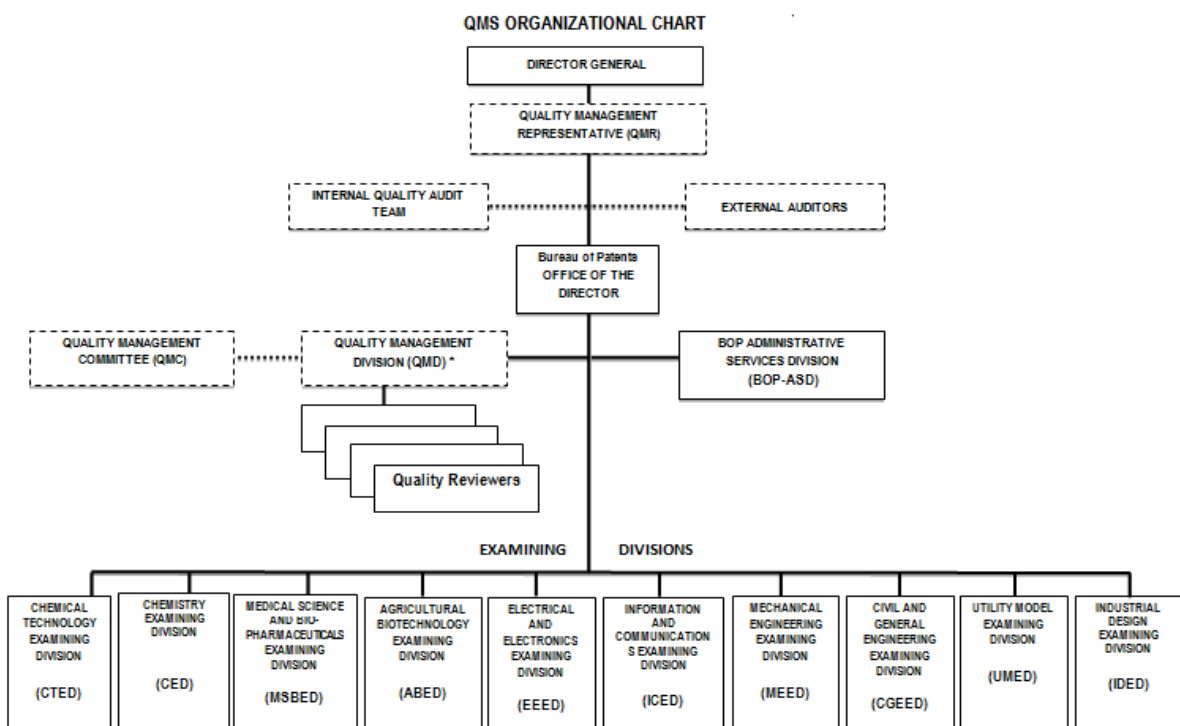 QMS ORGANIZATIONAL CHART
DIRECTOR GENERAL
QUALITY MANAGEMENT
REPRESENTATIVE (QMR)
INTERNAL QUALITY AUDIT
TEAM
EXTERNAL AUDITORS
Bureau of Patents
OFFICE OF THE
DIRECTOR
QUALITY MANAGEMENT
COMMITTEE (QMC)
QUALITY MANAGEMENT
DIVISION (QMD) *
BOP ADMINISTRATIVE
SERVICES DIVISION
(BOP-ASD)
Quality Reviewers
EXAMINING DIVISIONS
CHEMICAL
TECHNOLOGY
EXAMINING
DIVISION
(CTED)
CHEMISTRY
EXAMINING
DIVISION
(CED)
MEDICAL SCIENCE
AND BIO-
PHARMACEUTICALS
EXAMINING
DIVISION
(MSBED)
AGRICULTURAL
BIOTECHNOLOGY
EXAMINING
DIVISION
(ABED)
ELECTRICAL
AND
ELECTRONICS
EXAMINING
DIVISION
(EEED)
INFORMATION
AND
COMMUNICATION
S EXAMINING
DIVISION
(ICED)
MECHANICAL
ENGINEERING
EXAMINING
DIVISION
(MEED)
CIVIL AND
GENERAL
ENGINEERING
EXAMINING
DIVISION
(CGEED)
UTILITY MODEL
EXAMINING
DIVISION
(UMED)
INDUSTRIAL
DESIGN
EXAMINING
DIVISION
(IDED)